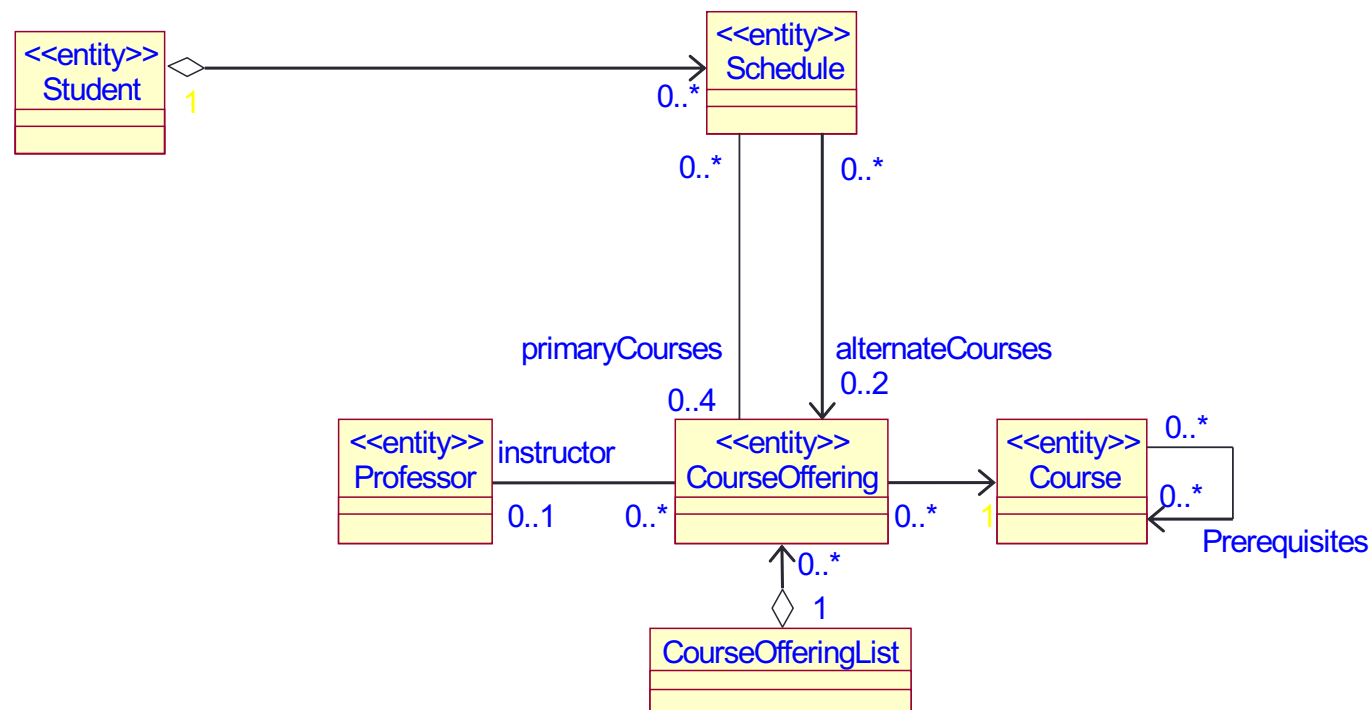 <<entity>>
Student
1
0..*
<<entity>>
Schedule
0..*
0..*
primaryCourses
alternateCourses
0..4
0..2
<<entity>>
Professor
instructor
0..1
0..*
<<entity>>
CourseOffering
0..*
1
<<entity>>
Course
0..*
0..*
Prerequisites
0..*
1
CourseOfferingList